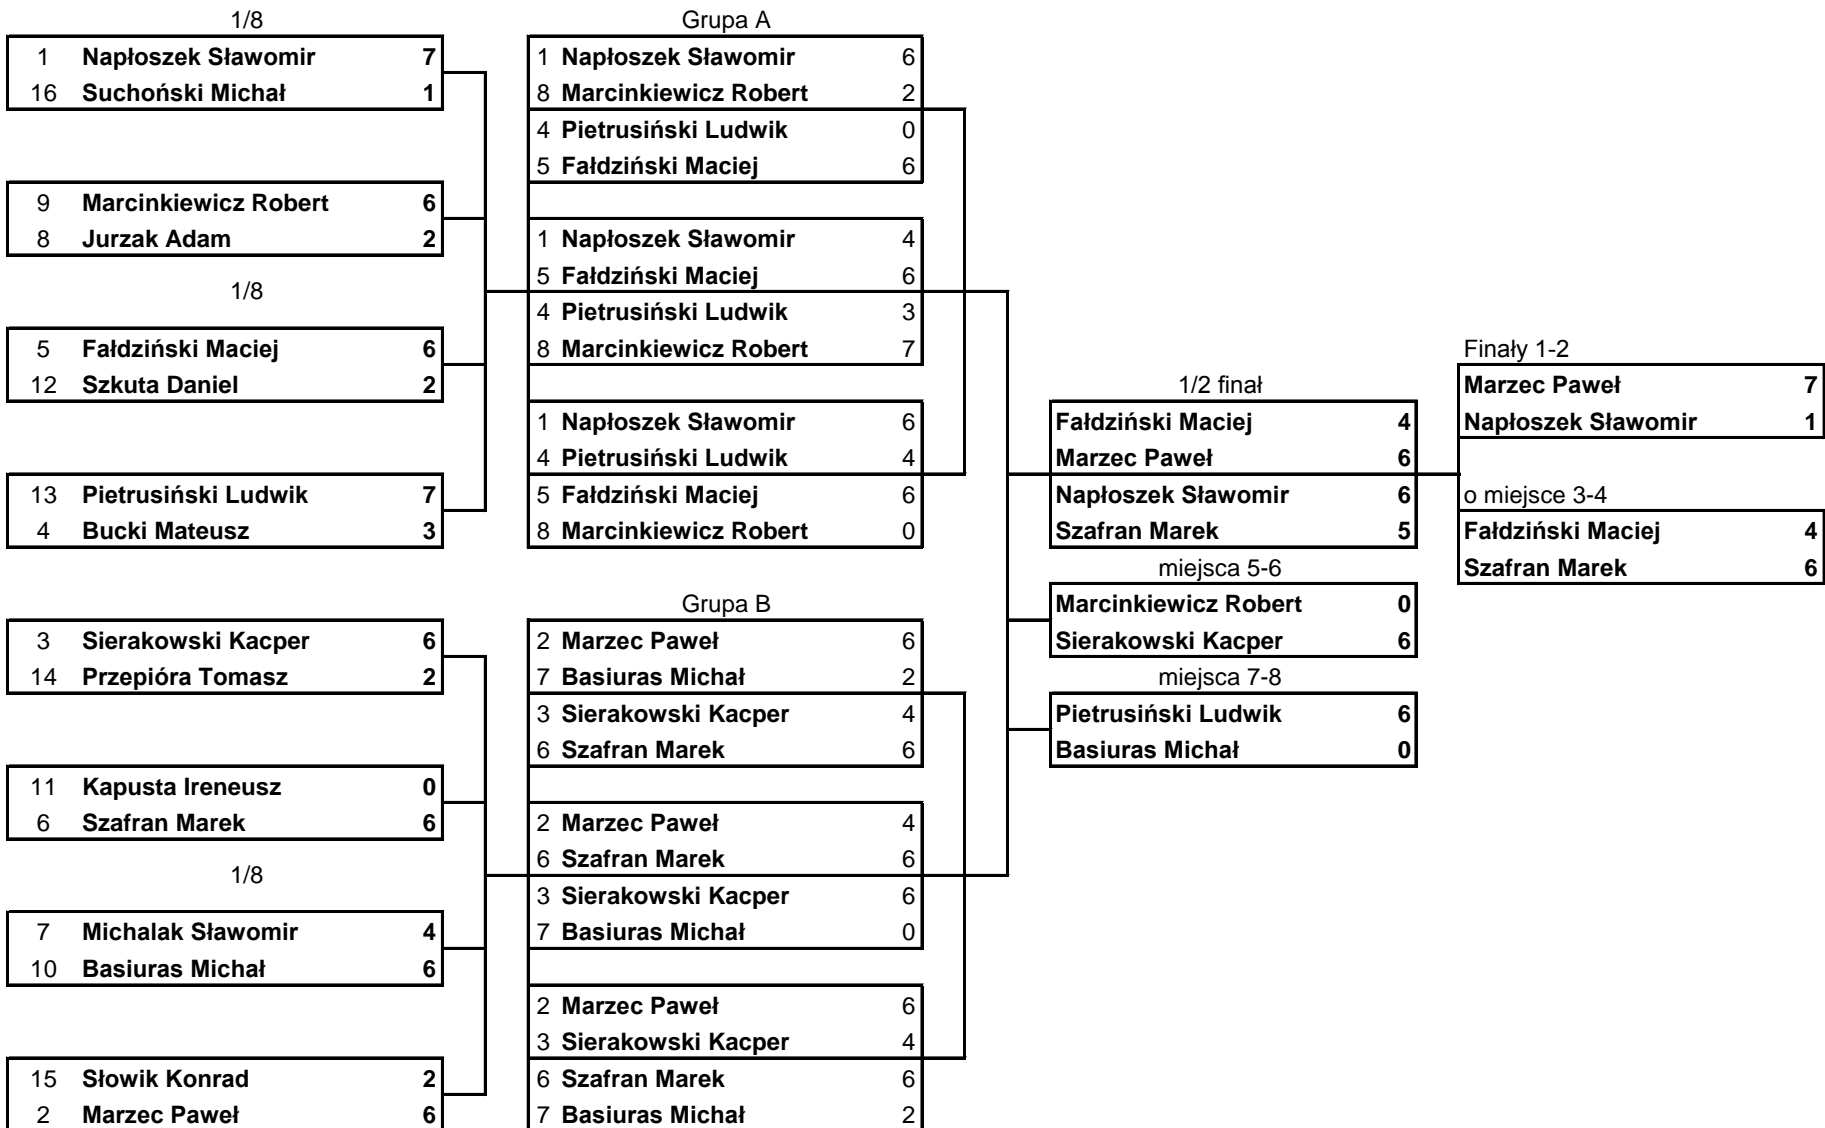 1/8
1 Napłoszek Sławomir 7
16 Suchoński Michał 1
9 Marcinkiewicz Robert 6
8 Jurzak Adam 2
1/8
5 Fałdziński Maciej 6
12 Szkuta Daniel 2
13 Pietrusiński Ludwik 7
4 Bucki Mateusz 3
3 Sierakowski Kacper 6
14 Przepióra Tomasz 2
11 Kapusta Ireneusz 0
6 Szafran Marek 6
1/8
7 Michalak Sławomir 4
10 Basiuras Michał 6
15 Słowik Konrad 2
2 Marzec Paweł 6
Grupa A
1 Napłoszek Sławomir 6
8 Marcinkiewicz Robert 2
4 Pietrusiński Ludwik 0
5 Fałdziński Maciej 6
1 Napłoszek Sławomir 4
5 Fałdziński Maciej 6
4 Pietrusiński Ludwik 3
8 Marcinkiewicz Robert 7
1 Napłoszek Sławomir 6
4 Pietrusiński Ludwik 4
5 Fałdziński Maciej 6
8 Marcinkiewicz Robert 0
Grupa B
2 Marzec Paweł 6
7 Basiuras Michał 2
3 Sierakowski Kacper 4
6 Szafran Marek 6
2 Marzec Paweł 4
6 Szafran Marek 6
3 Sierakowski Kacper 6
7 Basiuras Michał 0
2 Marzec Paweł 6
3 Sierakowski Kacper 4
6 Szafran Marek 6
7 Basiuras Michał 2
1/2 finał
Fałdziński Maciej 4
Marzec Paweł 6
Napłoszek Sławomir 6
Szafran Marek 5
miejsca 5-6
Marcinkiewicz Robert 0
Sierakowski Kacper 6
miejsca 7-8
Pietrusiński Ludwik 6
Basiuras Michał 0
Finały 1-2
Marzec Paweł 7
Napłoszek Sławomir 1
o miejsce 3-4
Fałdziński Maciej 4
Szafran Marek 6